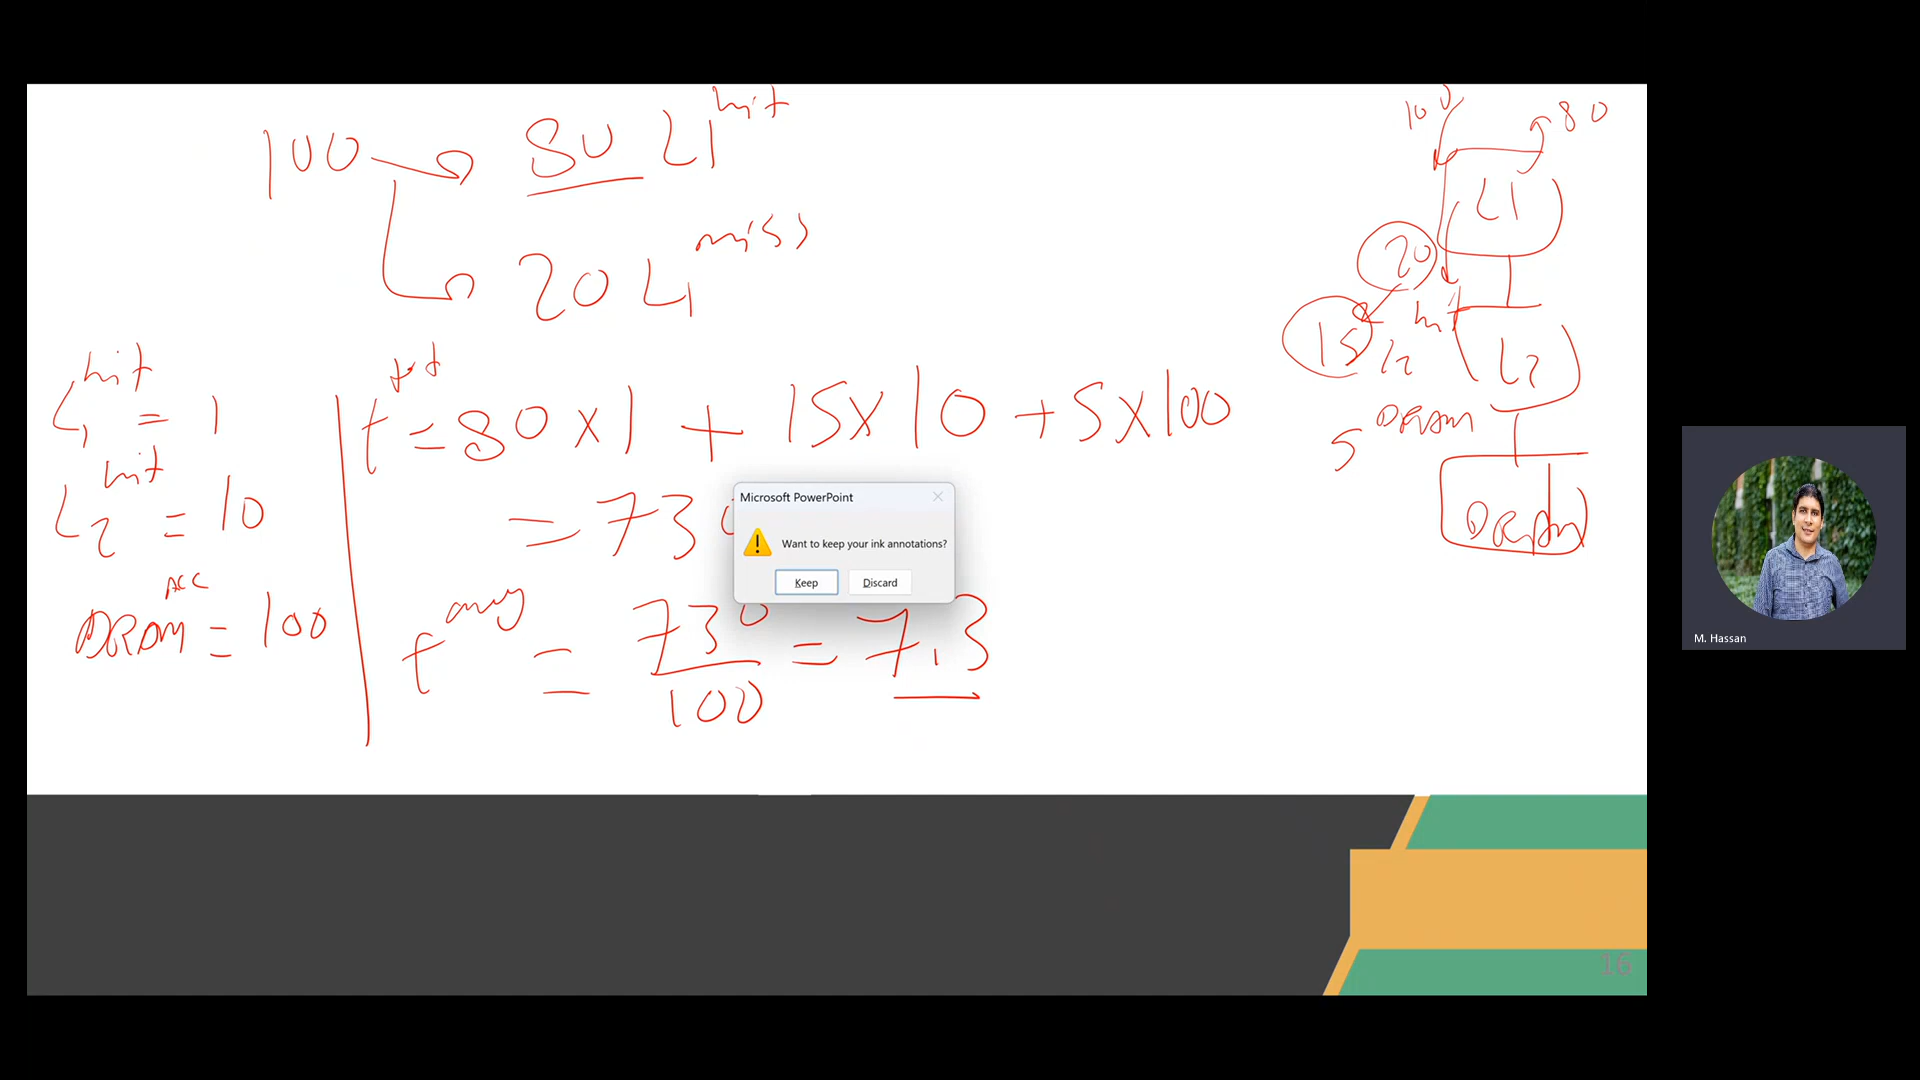 100 80 L1 hit
20 L1 miss
L1 hit = 1
L2 hit = 10
DRAM Acc = 100
t tot = 80 x 1 + 15 x 10 + 5 x 100
= 730
t avg = 730 / 100 = 7.3
100 80
L1
20
15 L2 hit
L2
5 DRAM
DRAM
Microsoft PowerPoint
Want to keep your ink annotations?
Keep Discard
M. Hassan
16